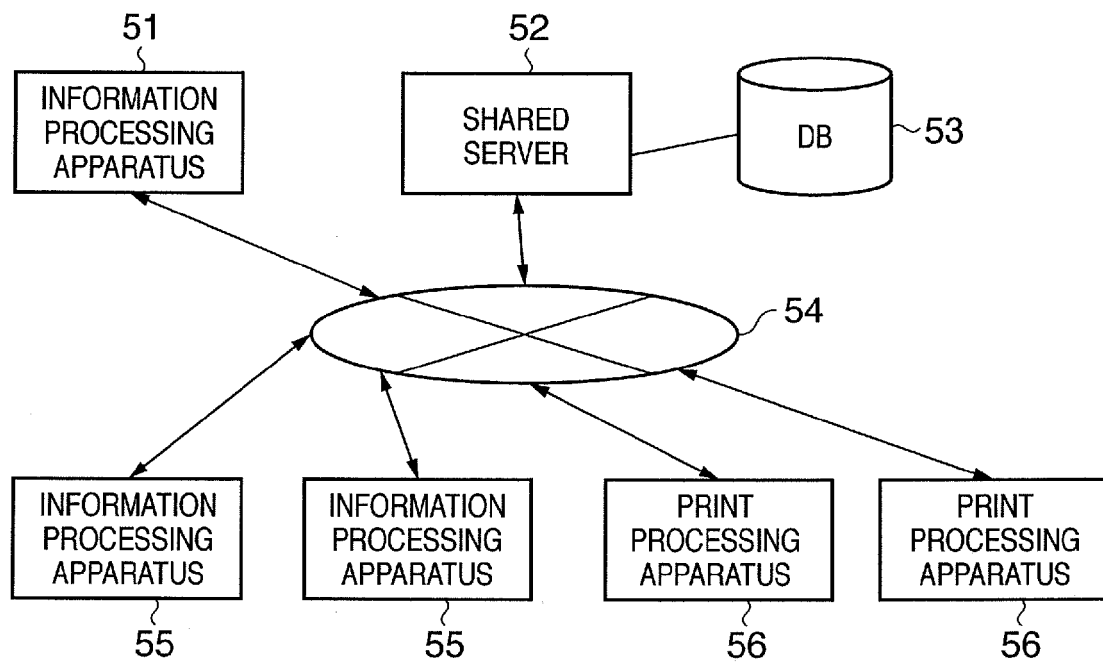 51
52
INFORMATION
PROCESSING
APPARATUS
SHARED
SERVER
DB
53
54
INFORMATION
PROCESSING
APPARATUS
INFORMATION
PROCESSING
APPARATUS
PRINT
PROCESSING
APPARATUS
PRINT
PROCESSING
APPARATUS
55
55
56
56